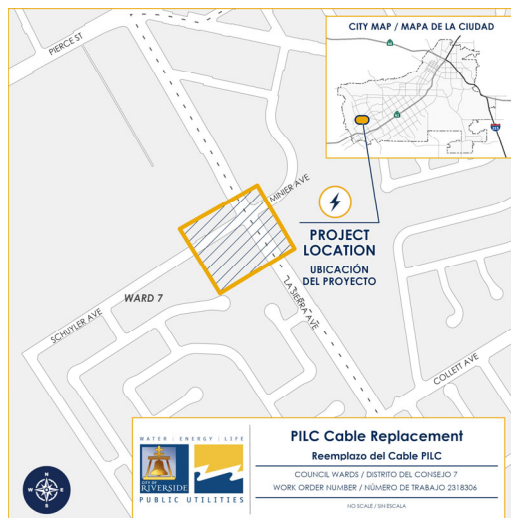 CITY MAP / MAPA DE LA CIUDAD
PIERCE ST
MINIER AVE
PROJECT
LOCATION
UBICACIÓN
DEL PROYECTO
WARD 7
LA SIERRA AVE
SCHUYLER AVE
COLLETT AVE
WATER | ENERGY | LIFE
CITY OF
RIVERSIDE
PUBLIC UTILITIES
PILC Cable Replacement
Reemplazo del Cable PILC
COUNCIL WARDS / DISTRITO DEL CONSEJO 7
WORK ORDER NUMBER / NÚMERO DE TRABAJO 2318306
NO SCALE / SIN ESCALA
N
W
E
S